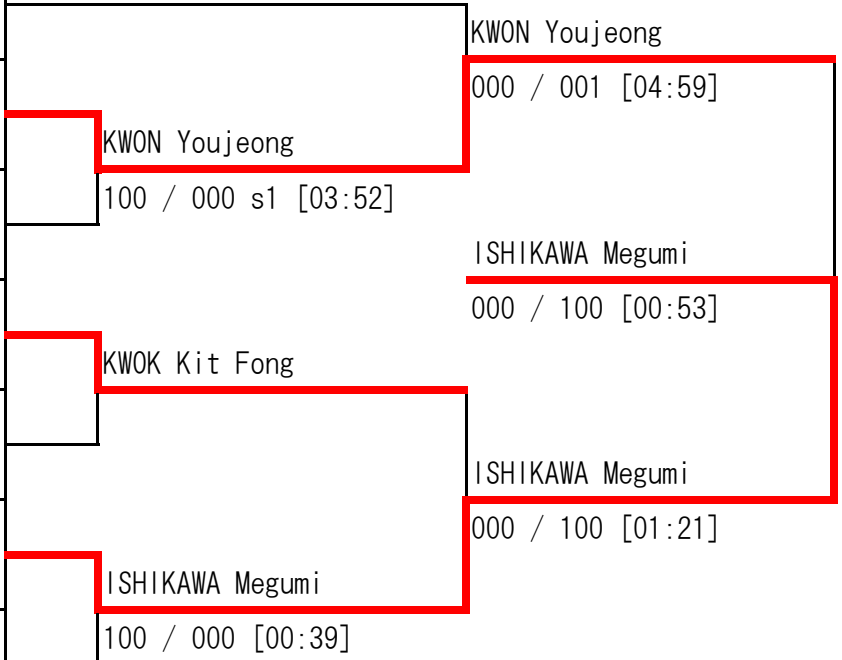 KWON Youjeong
000 / 001 [04:59]
KWON Youjeong
100 / 000 s1 [03:52]
ISHIKAWA Megumi
000 / 100 [00:53]
KWOK Kit Fong
ISHIKAWA Megumi
000 / 100 [01:21]
ISHIKAWA Megumi
100 / 000 [00:39]